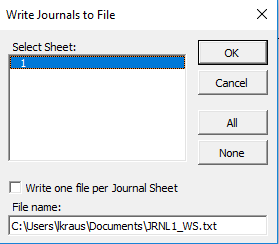 Write Journals to File
Select Sheet:
1
OK
Cancel
All
None
Write one file per Journal Sheet
File name:
C:\Users\kraus\Documents\JRNL1_WS.txt